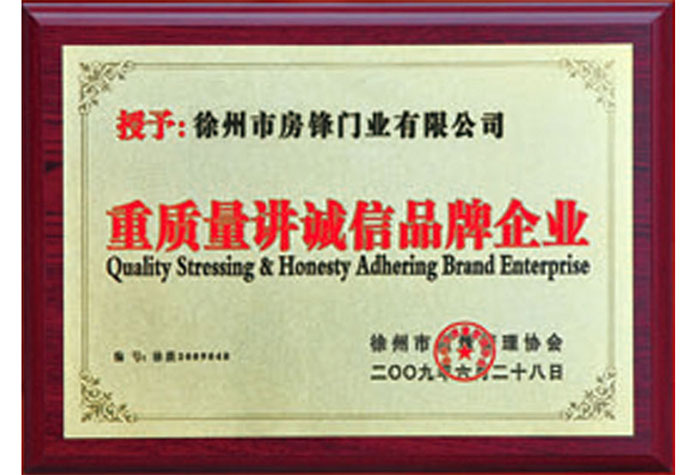 授予: 徐州市房锋门业有限公司
重质量讲诚信品牌企业
Quality Stressing & Honesty Adhering Brand Enterprise
徐州市 理协会
编 号: 2009048
二〇〇九年六月二十八日